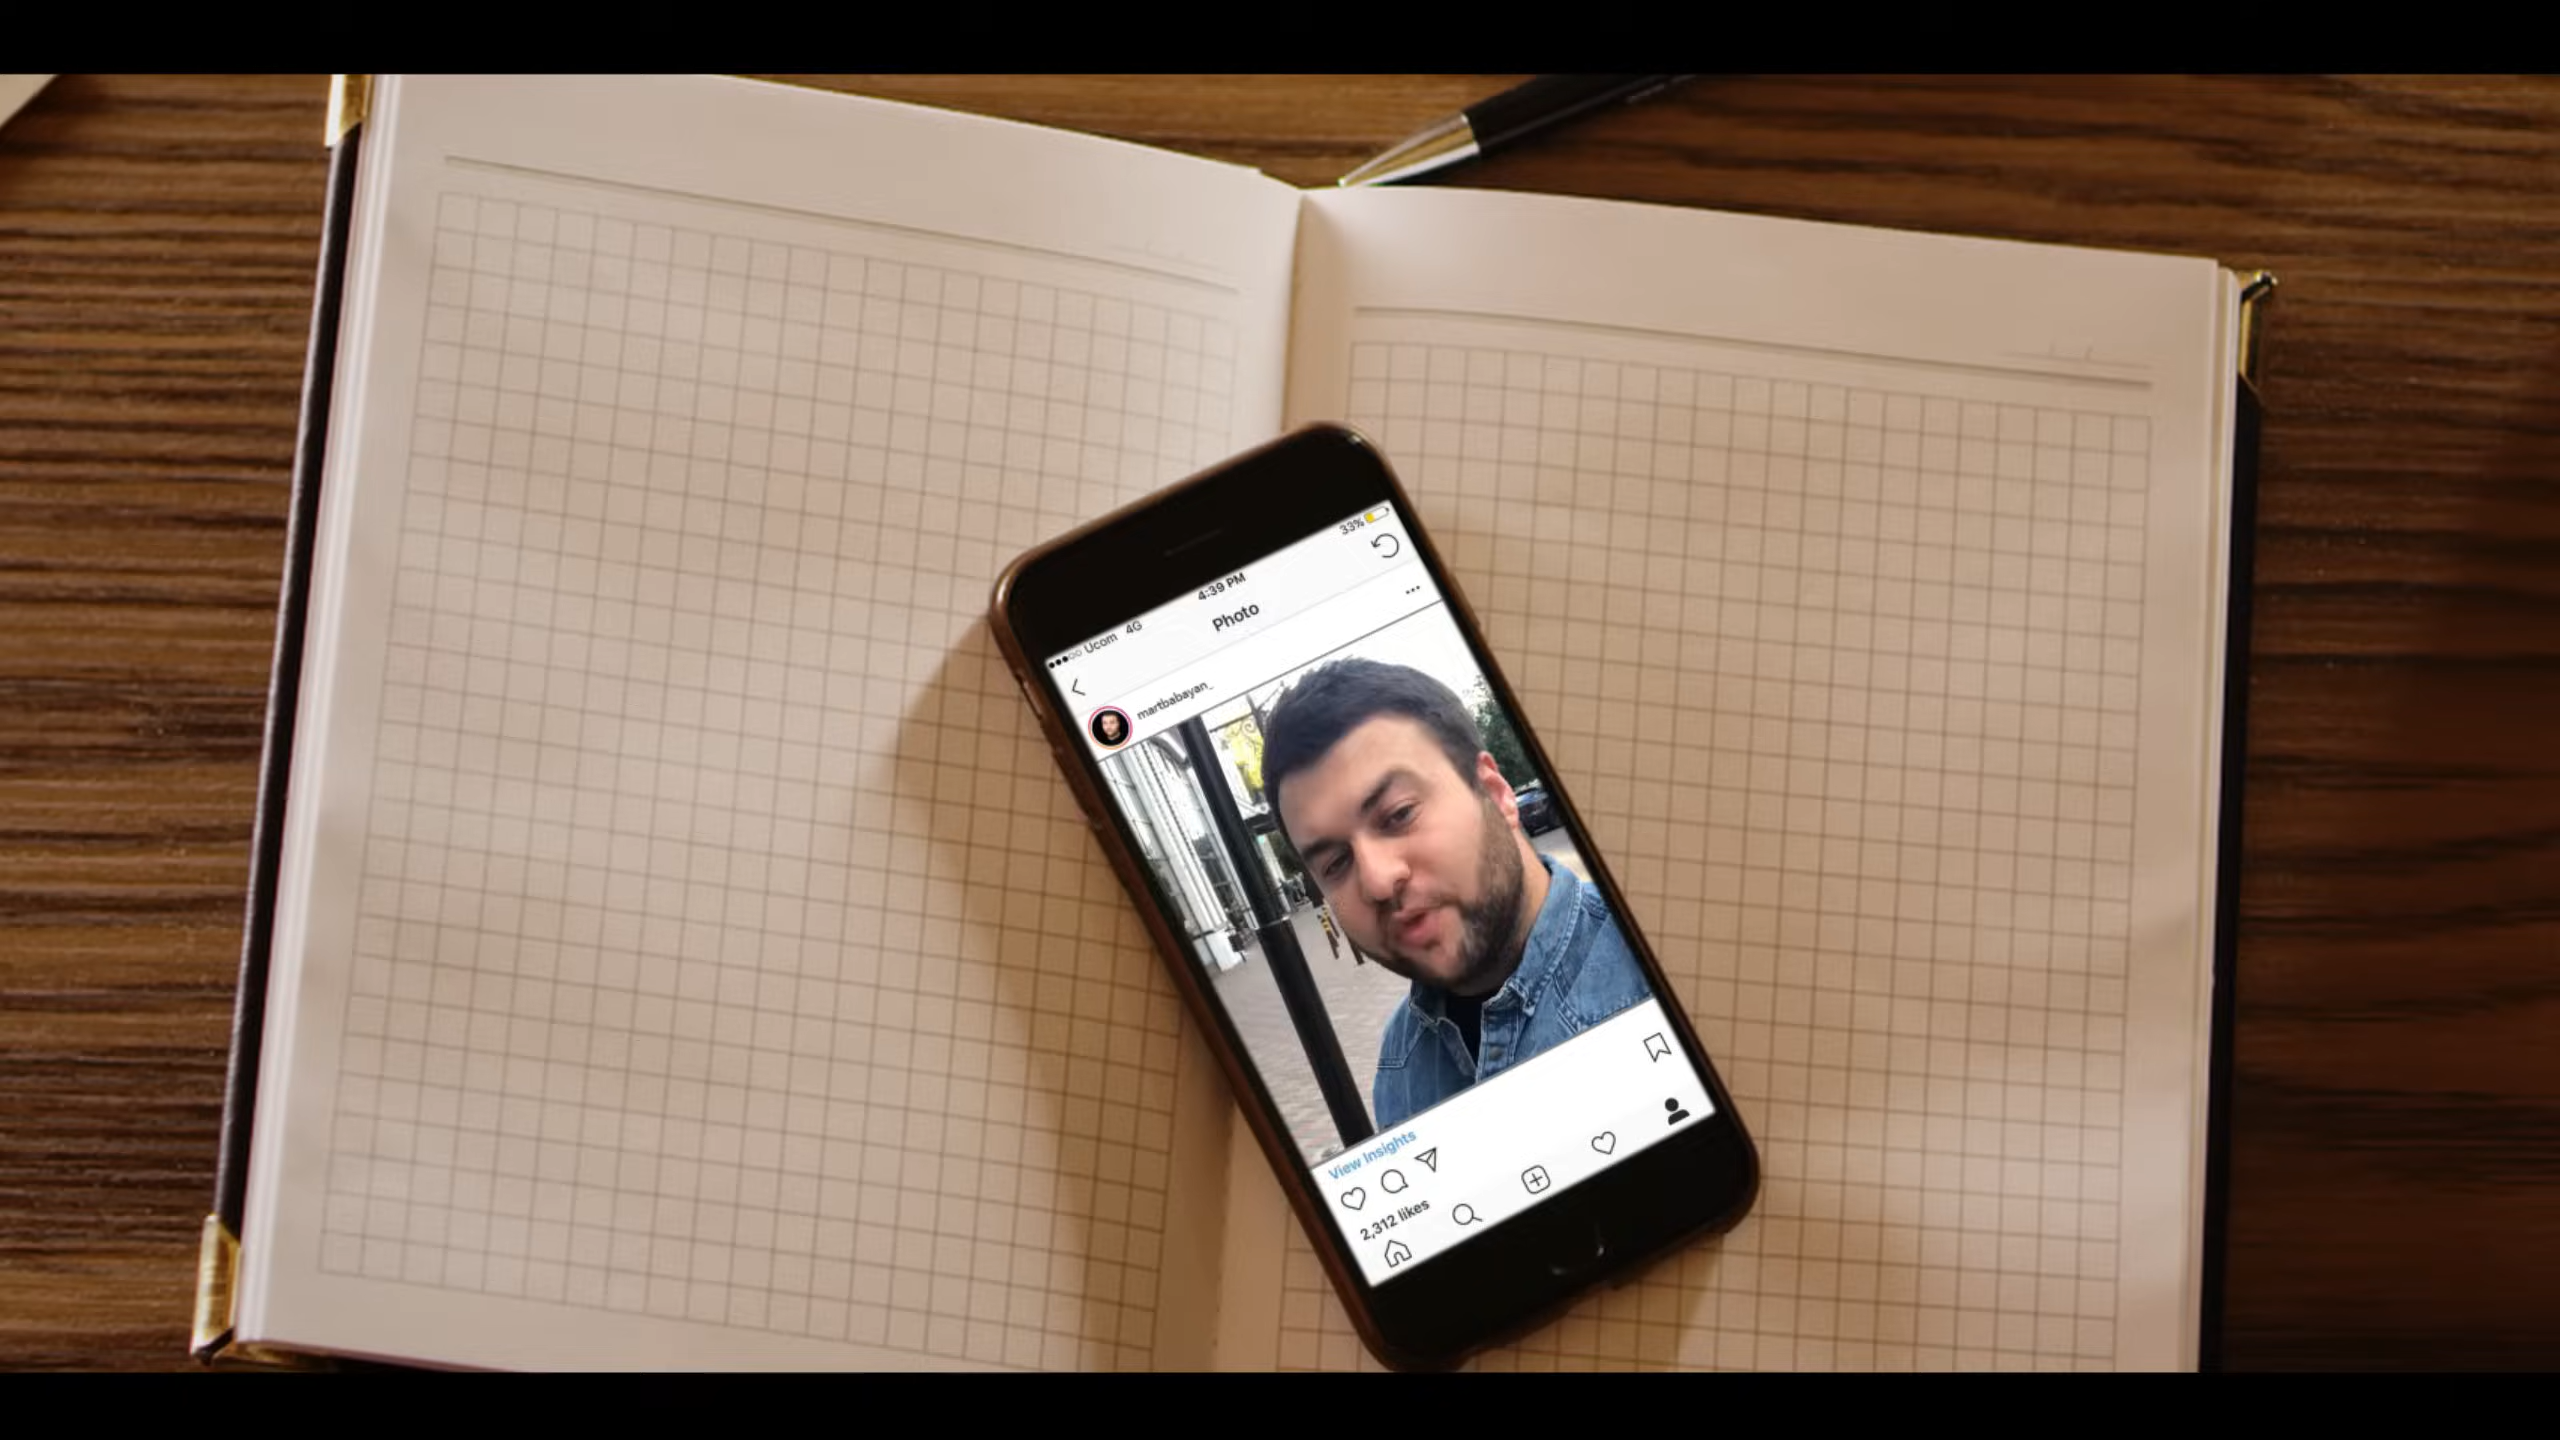 ●●●○○ Ucom 4G 4:39 PM 33%
Photo
martbabayan_
View Insights
2,312 likes